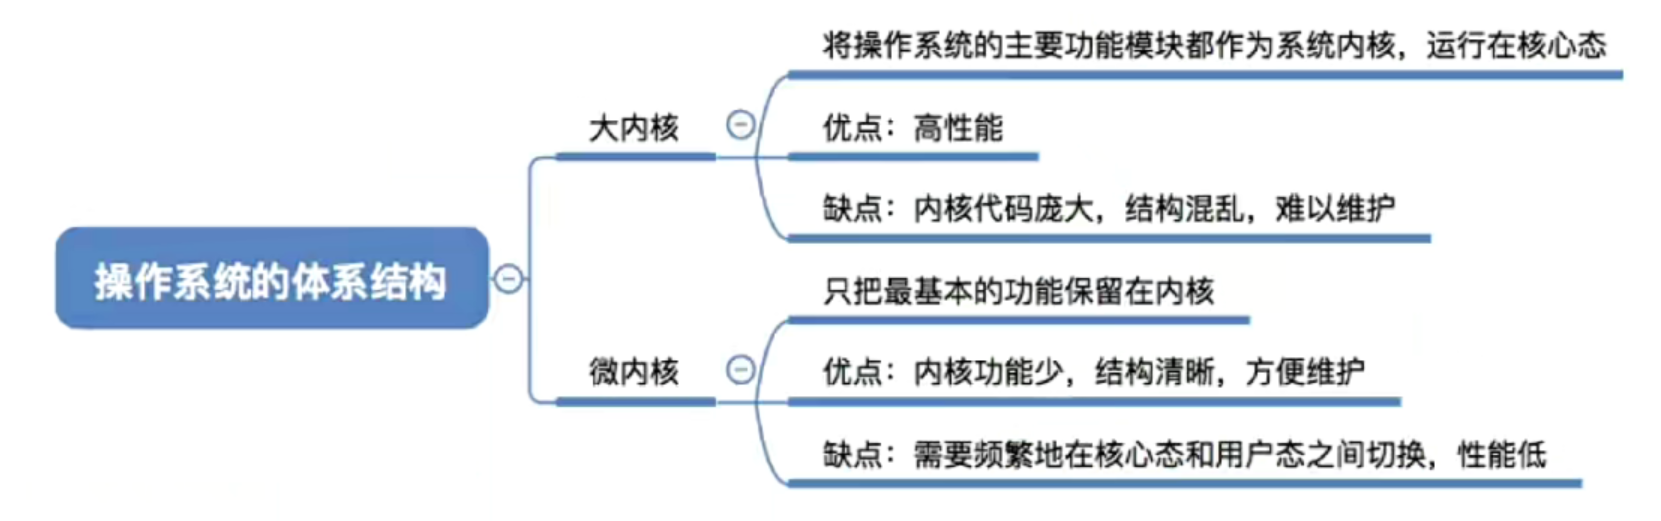 操作系统的体系结构
大内核
将操作系统的主要功能模块都作为系统内核，运行在核心态
优点：高性能
缺点：内核代码庞大，结构混乱，难以维护
微内核
只把最基本的功能保留在内核
优点：内核功能少，结构清晰，方便维护
缺点：需要频繁地在核心态和用户态之间切换，性能低